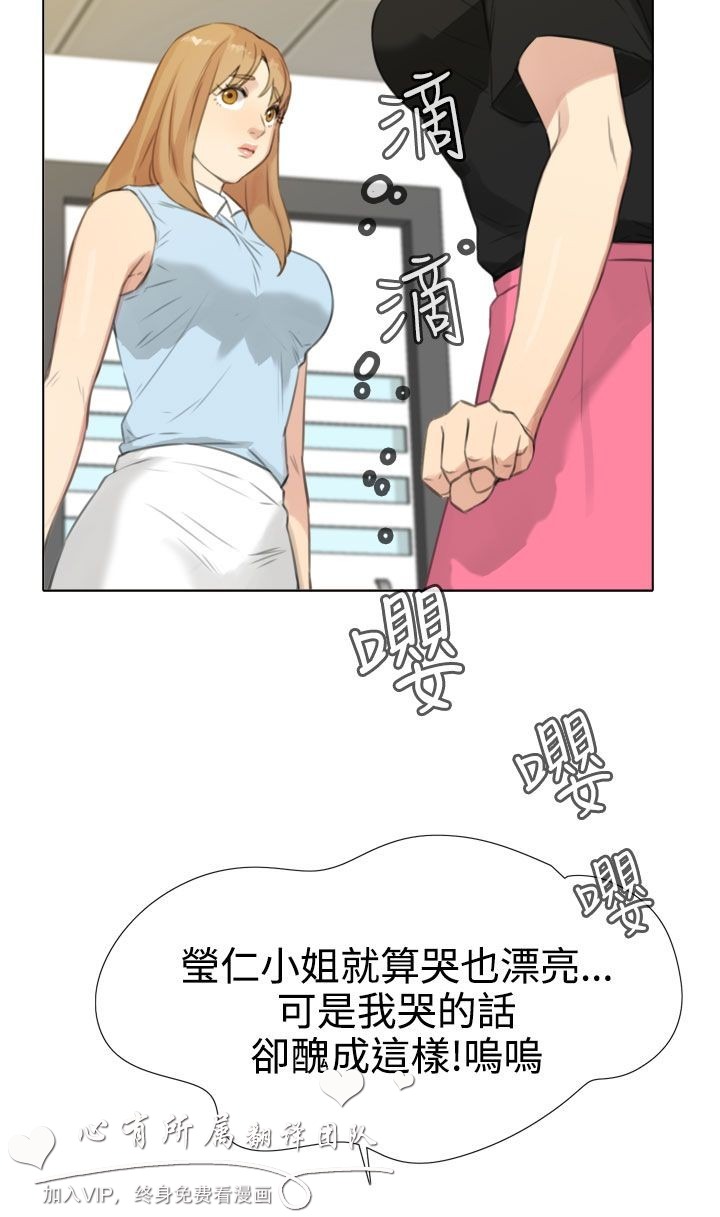 滴
滴
嚶
嚶
嚶
瑩仁小姐就算哭也漂亮...
可是我哭的話
卻醜成這樣!嗚嗚
心有所属翻译团队
加入VIP，终身免费看漫画